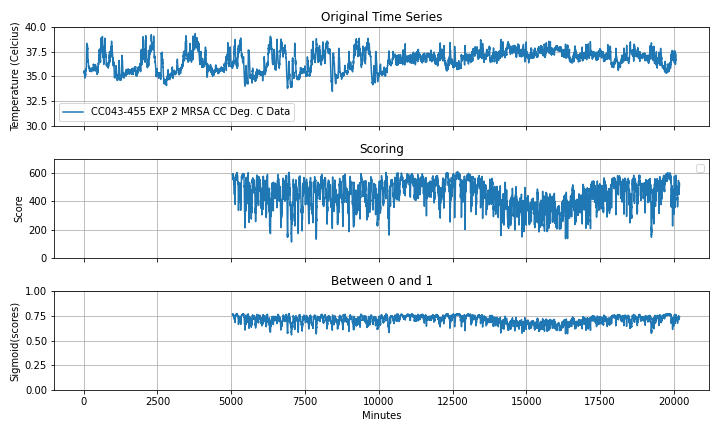 Original Time Series
Temperature (Celcius)
40.0
37.5
35.0
32.5
30.0
CC043-455 EXP 2 MRSA CC Deg. C Data
Scoring
Score
600
400
200
0
Between 0 and 1
Sigmoid(scores)
1.00
0.75
0.50
0.25
0.00
0 2500 5000 7500 10000 12500 15000 17500 20000
Minutes